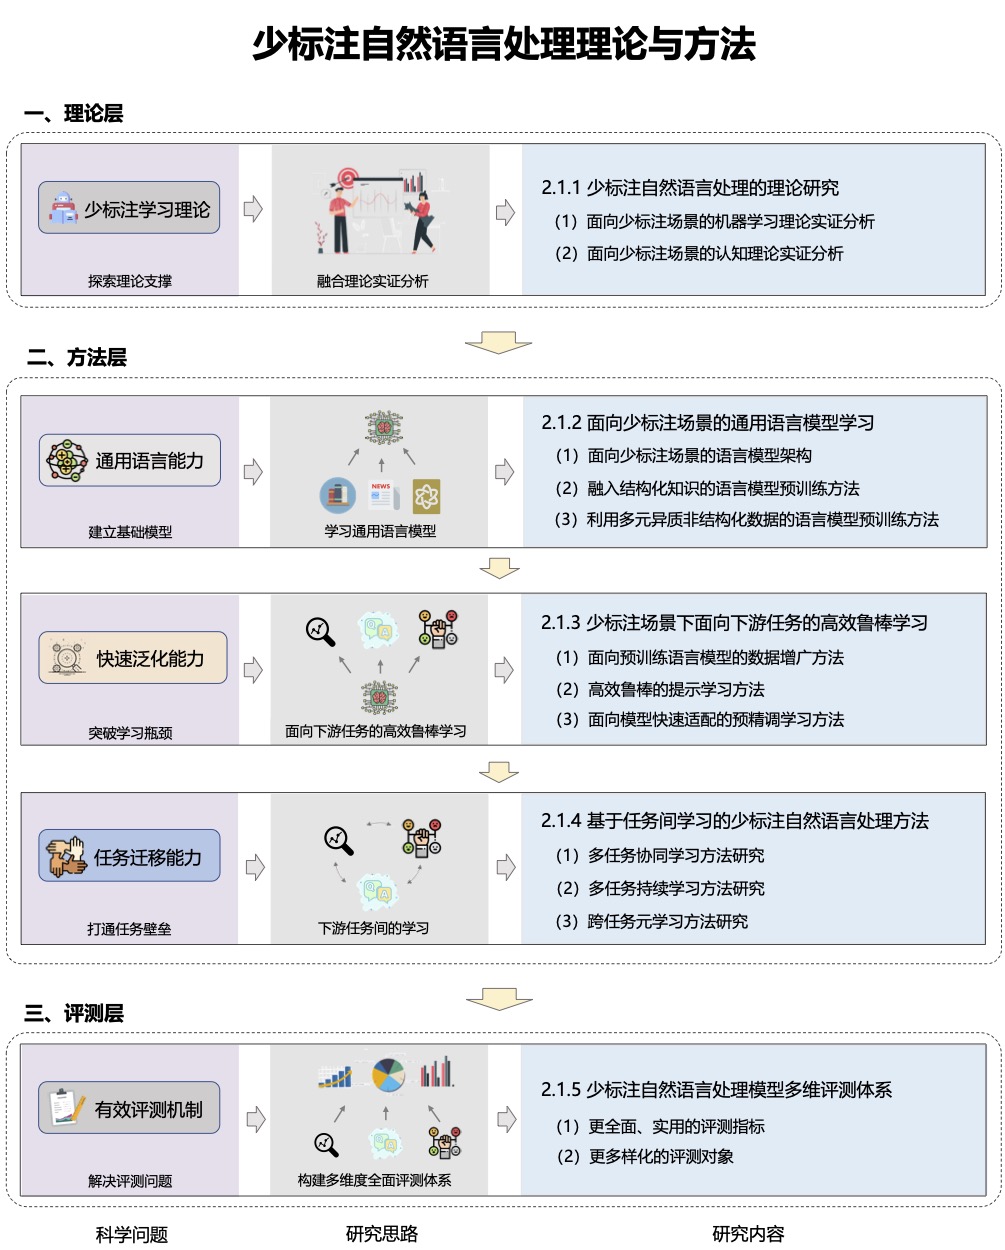 少标注自然语言处理理论与方法
一、理论层
少标注学习理论
探索理论支撑
融合理论实证分析
2.1.1 少标注自然语言处理的理论研究
（1）面向少标注场景的机器学习理论实证分析
（2）面向少标注场景的认知理论实证分析
二、方法层
通用语言能力
建立基础模型
NEWS
学习通用语言模型
2.1.2 面向少标注场景的通用语言模型学习
（1）面向少标注场景的语言模型架构
（2）融入结构化知识的语言模型预训练方法
（3）利用多元异质非结构化数据的语言模型预训练方法
快速泛化能力
突破学习瓶颈
Q A
面向下游任务的高效鲁棒学习
2.1.3 少标注场景下面向下游任务的高效鲁棒学习
（1）面向预训练语言模型的数据增广方法
（2）高效鲁棒的提示学习方法
（3）面向模型快速适配的预精调学习方法
任务迁移能力
打通任务壁垒
Q A
下游任务间的学习
2.1.4 基于任务间学习的少标注自然语言处理方法
（1）多任务协同学习方法研究
（2）多任务持续学习方法研究
（3）跨任务元学习方法研究
三、评测层
有效评测机制
解决评测问题
Q A
构建多维度全面评测体系
2.1.5 少标注自然语言处理模型多维评测体系
（1）更全面、实用的评测指标
（2）更多样化的评测对象
科学问题
研究思路
研究内容